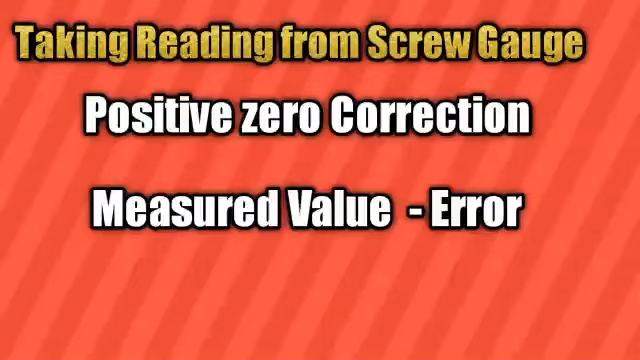 Taking Reading from Screw Gauge
Positive zero Correction
Measured Value - Error